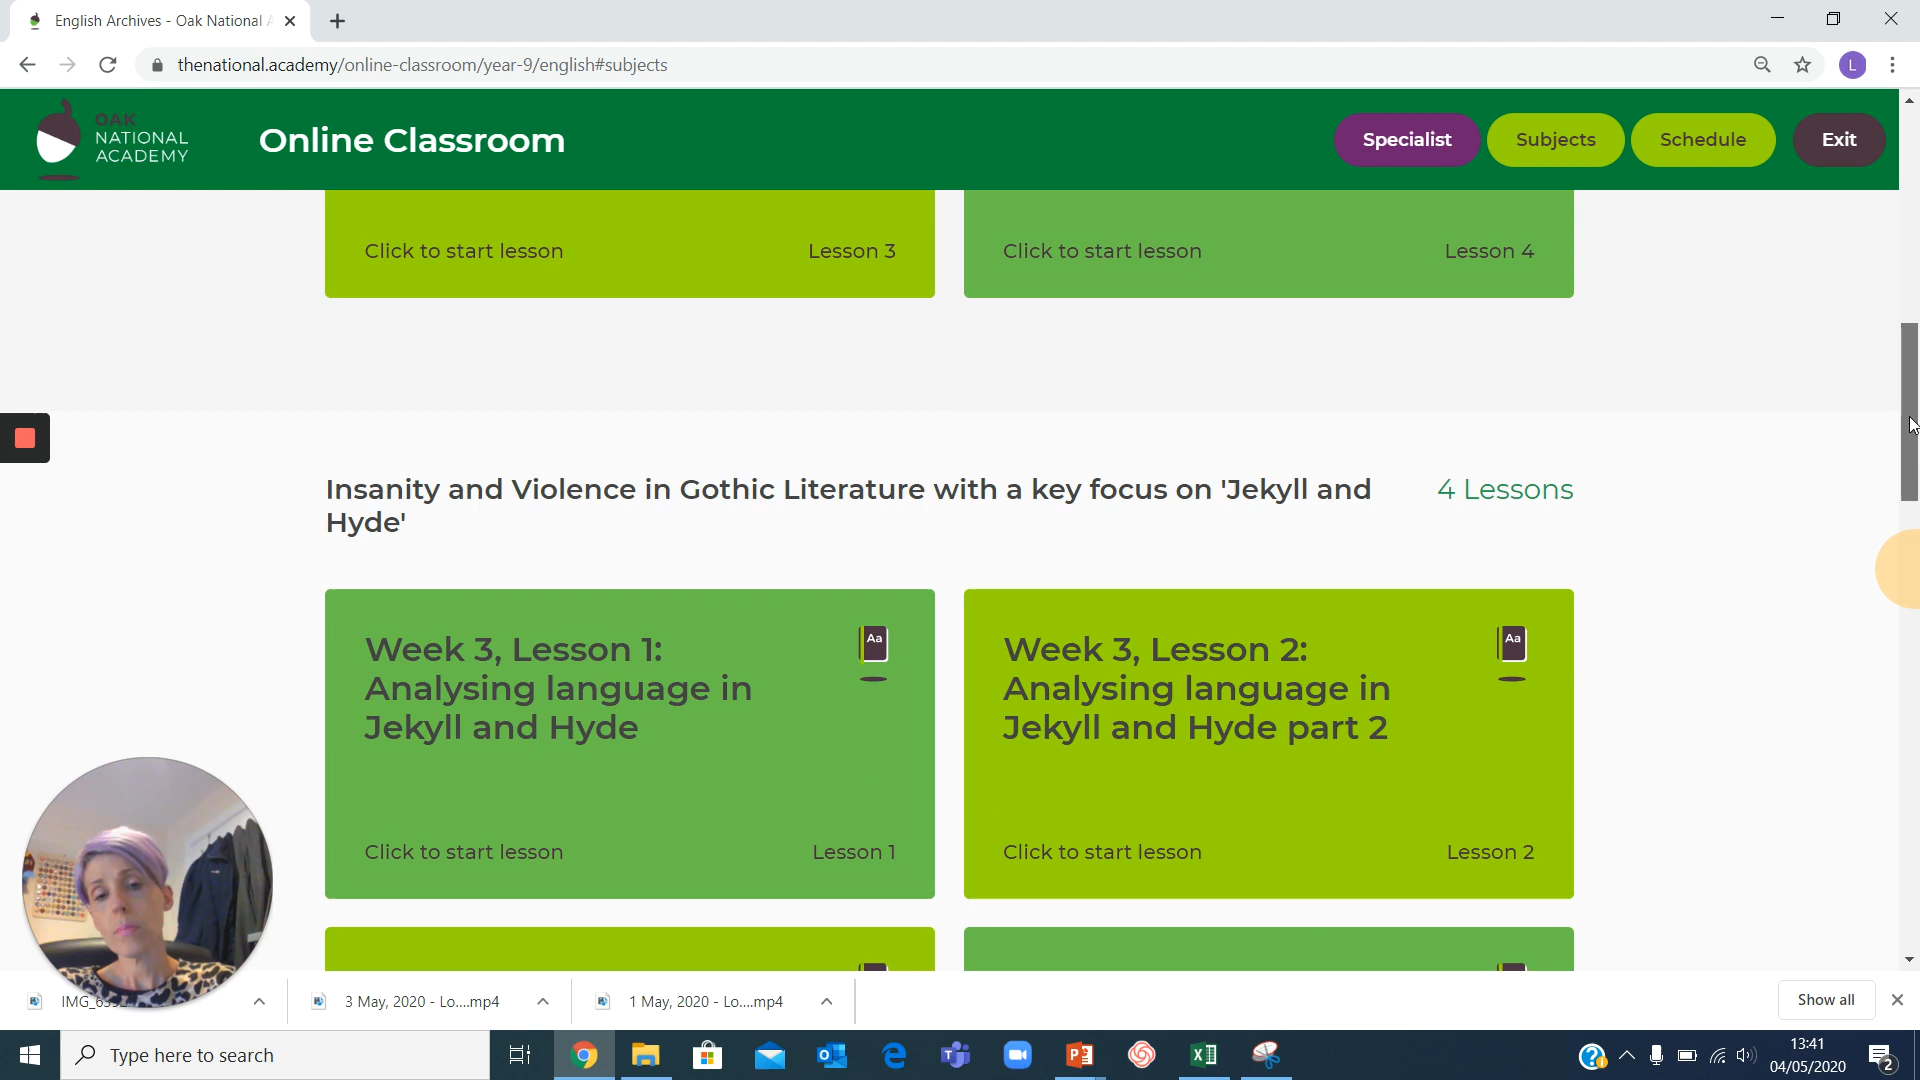 English Archives - Oak National A
thenational.academy/online-classroom/year-9/english#subjects
L
OAK
NATIONAL
ACADEMY
Online Classroom
Specialist
Subjects
Schedule
Exit
Click to start lesson
Lesson 3
Click to start lesson
Lesson 4
Insanity and Violence in Gothic Literature with a key focus on 'Jekyll and
Hyde'
4 Lessons
Week 3, Lesson 1:
Analysing language in
Jekyll and Hyde
Aa
Click to start lesson
Lesson 1
Week 3, Lesson 2:
Analysing language in
Jekyll and Hyde part 2
Aa
Click to start lesson
Lesson 2
3 May, 2020 - Lo....mp4
1 May, 2020 - Lo....mp4
Show all
Type here to search
13:41
04/05/2020
2